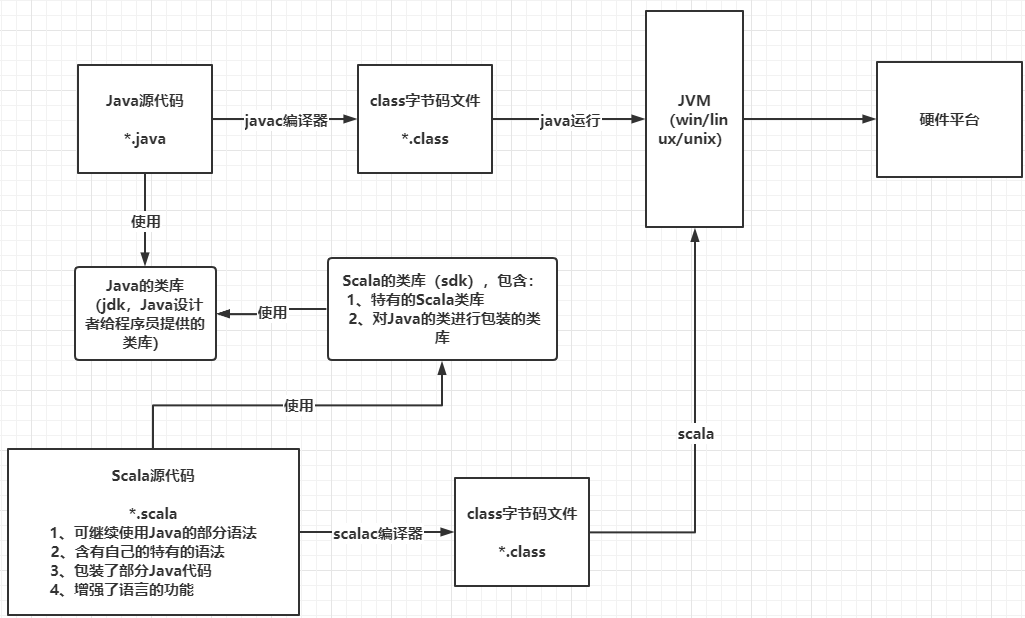 Java源代码
*.java
javac编译器
class字节码文件
*.class
java运行
JVM
（win/lin
ux/unix）
硬件平台
使用
Java的类库
（jdk，Java设计
者给程序员提供的
类库）
使用
Scala的类库（sdk），包含：
1、特有的Scala类库
2、对Java的类进行包装的类
库
使用
Scala源代码
*.scala
1、可继续使用Java的部分语法
2、含有自己的特有的语法
3、包装了部分Java代码
4、增强了语言的功能
scalac编译器
class字节码文件
*.class
scala